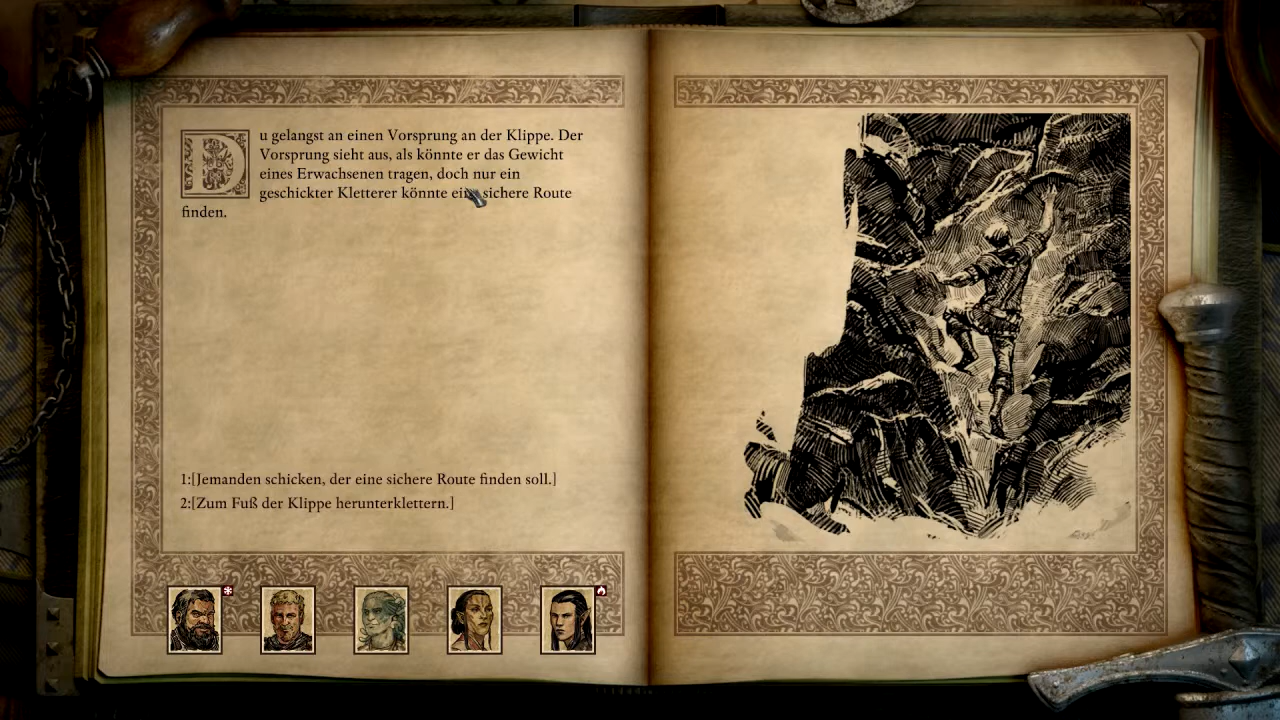 Du gelangst an einen Vorsprung an der Klippe. Der
Vorsprung sieht aus, als könnte er das Gewicht
eines Erwachsenen tragen, doch nur ein
geschickter Kletterer könnte eine sichere Route
finden.
1:[Jemanden schicken, der eine sichere Route finden soll.]
2:[Zum Fuß der Klippe herunterklettern.]